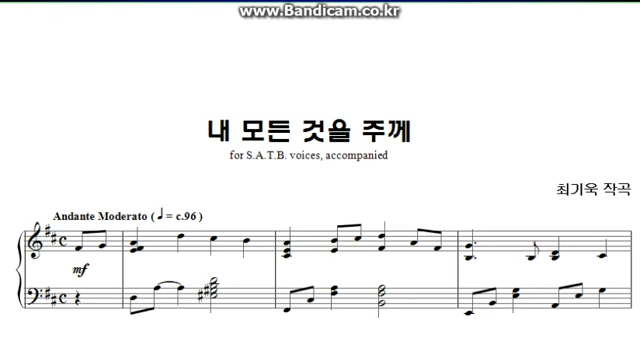 www.Bandicam.co.kr
내 모든 것을 주께
for S.A.T.B. voices, accompanied
최기욱 작곡
Andante Moderato ( ♩ = c.96 )
mf